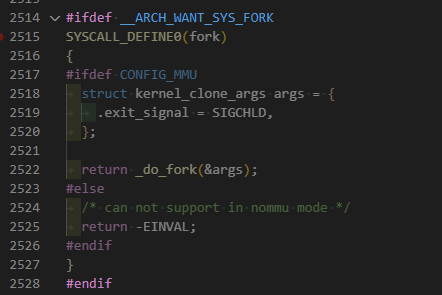 2514 #ifdef __ARCH_WANT_SYS_FORK
2515 SYSCALL_DEFINE0(fork)
2516 {
2517 #ifdef CONFIG_MMU
2518 struct kernel_clone_args args = {
2519 .exit_signal = SIGCHLD,
2520 };
2521
2522 return _do_fork(&args);
2523 #else
2524 /* can not support in nommu mode */
2525 return -EINVAL;
2526 #endif
2527 }
2528 #endif